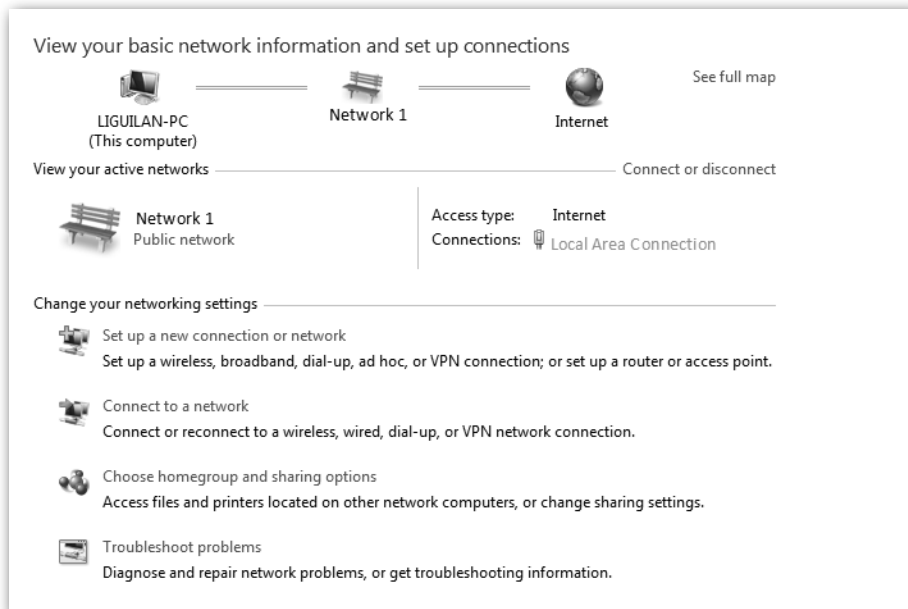 View your basic network information and set up connections
See full map
LIGUILAN-PC
(This computer)
Network 1
Internet
View your active networks
Connect or disconnect
Network 1
Public network
Access type: Internet
Connections: Local Area Connection
Change your networking settings
Set up a new connection or network
Set up a wireless, broadband, dial-up, ad hoc, or VPN connection; or set up a router or access point.
Connect to a network
Connect or reconnect to a wireless, wired, dial-up, or VPN network connection.
Choose homegroup and sharing options
Access files and printers located on other network computers, or change sharing settings.
Troubleshoot problems
Diagnose and repair network problems, or get troubleshooting information.